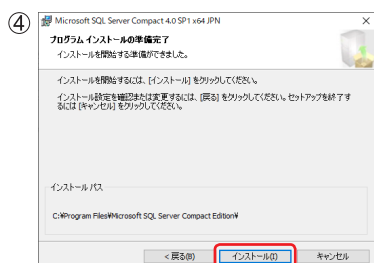 ④
Microsoft SQL Server Compact 4.0 SP1 x64 JPN
プログラム インストールの準備完了
インストールを開始する準備ができました。
インストールを開始するには、[インストール] をクリックしてください。
インストール設定を確認または変更するには、[戻る] をクリックしてください。セットアップを終了す
るには [キャンセル] をクリックしてください。
インストール パス
C:¥Program Files¥Microsoft SQL Server Compact Edition¥
< 戻る(B) インストール(I) キャンセル